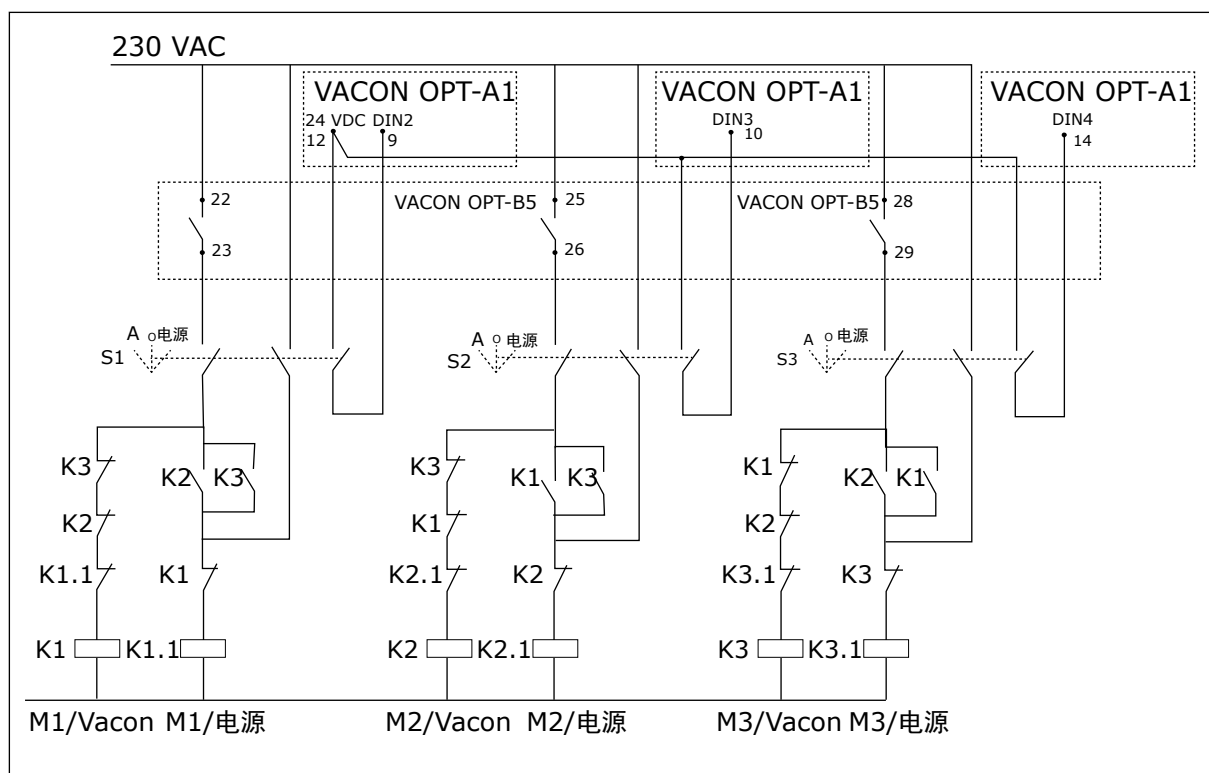 230 VAC
VACON OPT-A1
VACON OPT-A1
VACON OPT-A1
24 VDC DIN2
DIN3
DIN4
12
9
10
14
22
VACON OPT-B5
25
VACON OPT-B5
28
23
26
29
A O 电源
S1
A O 电源
S2
A O 电源
S3
K3
K2
K3
K3
K1
K3
K1
K2
K1
K2
K1
K2
K1.1
K1
K2.1
K2
K3.1
K3
K1
K1.1
K2
K2.1
K3
K3.1
M1/Vacon
M1/电源
M2/Vacon
M2/电源
M3/Vacon
M3/电源